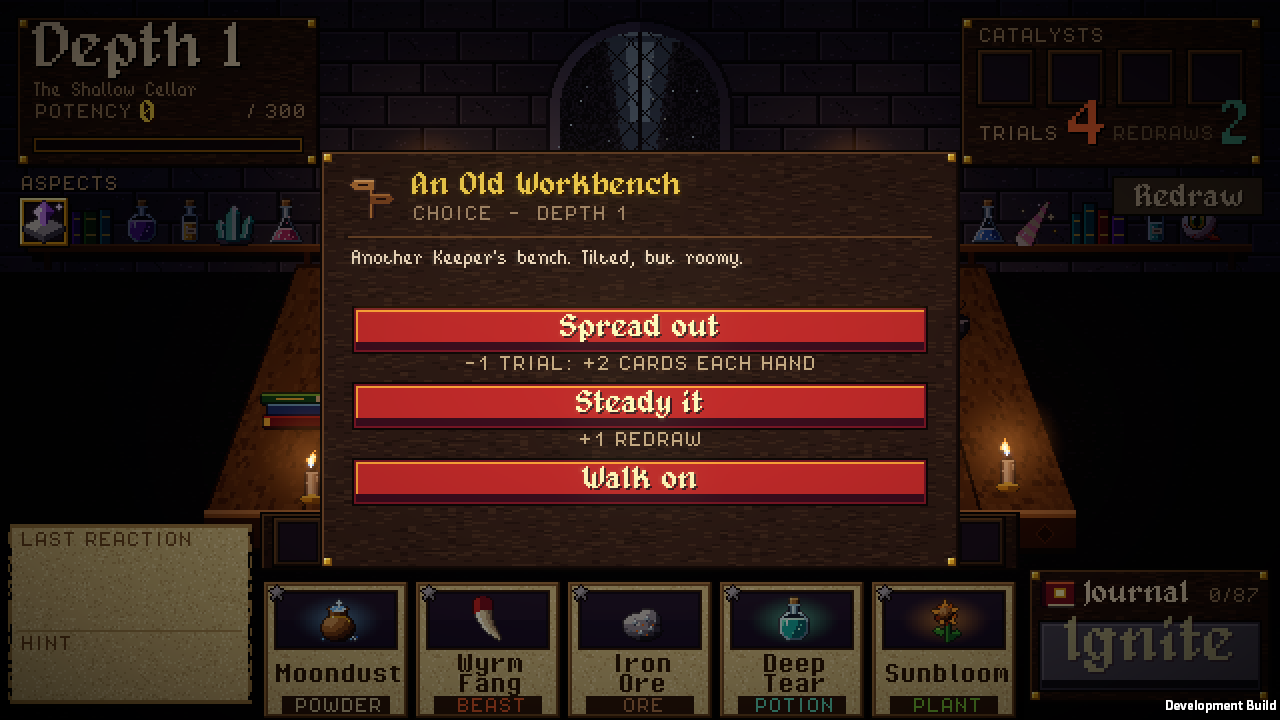 Depth 1
The Shallow Cellar
POTENCY 0 / 300
ASPECTS
CATALYSTS
TRIALS 4 REDRAWS 2
Redraw
An Old Workbench
CHOICE - DEPTH 1
Another Keeper's bench. Tilted, but roomy.
Spread out
-1 TRIAL: +2 CARDS EACH HAND
Steady it
+1 REDRAW
Walk on
LAST REACTION
HINT
Moondust
POWDER
Wyrm
Fang
BEAST
Iron
Ore
ORE
Deep
Tear
POTION
Sunbloom
PLANT
Journal 0/87
Ignite
Development Build